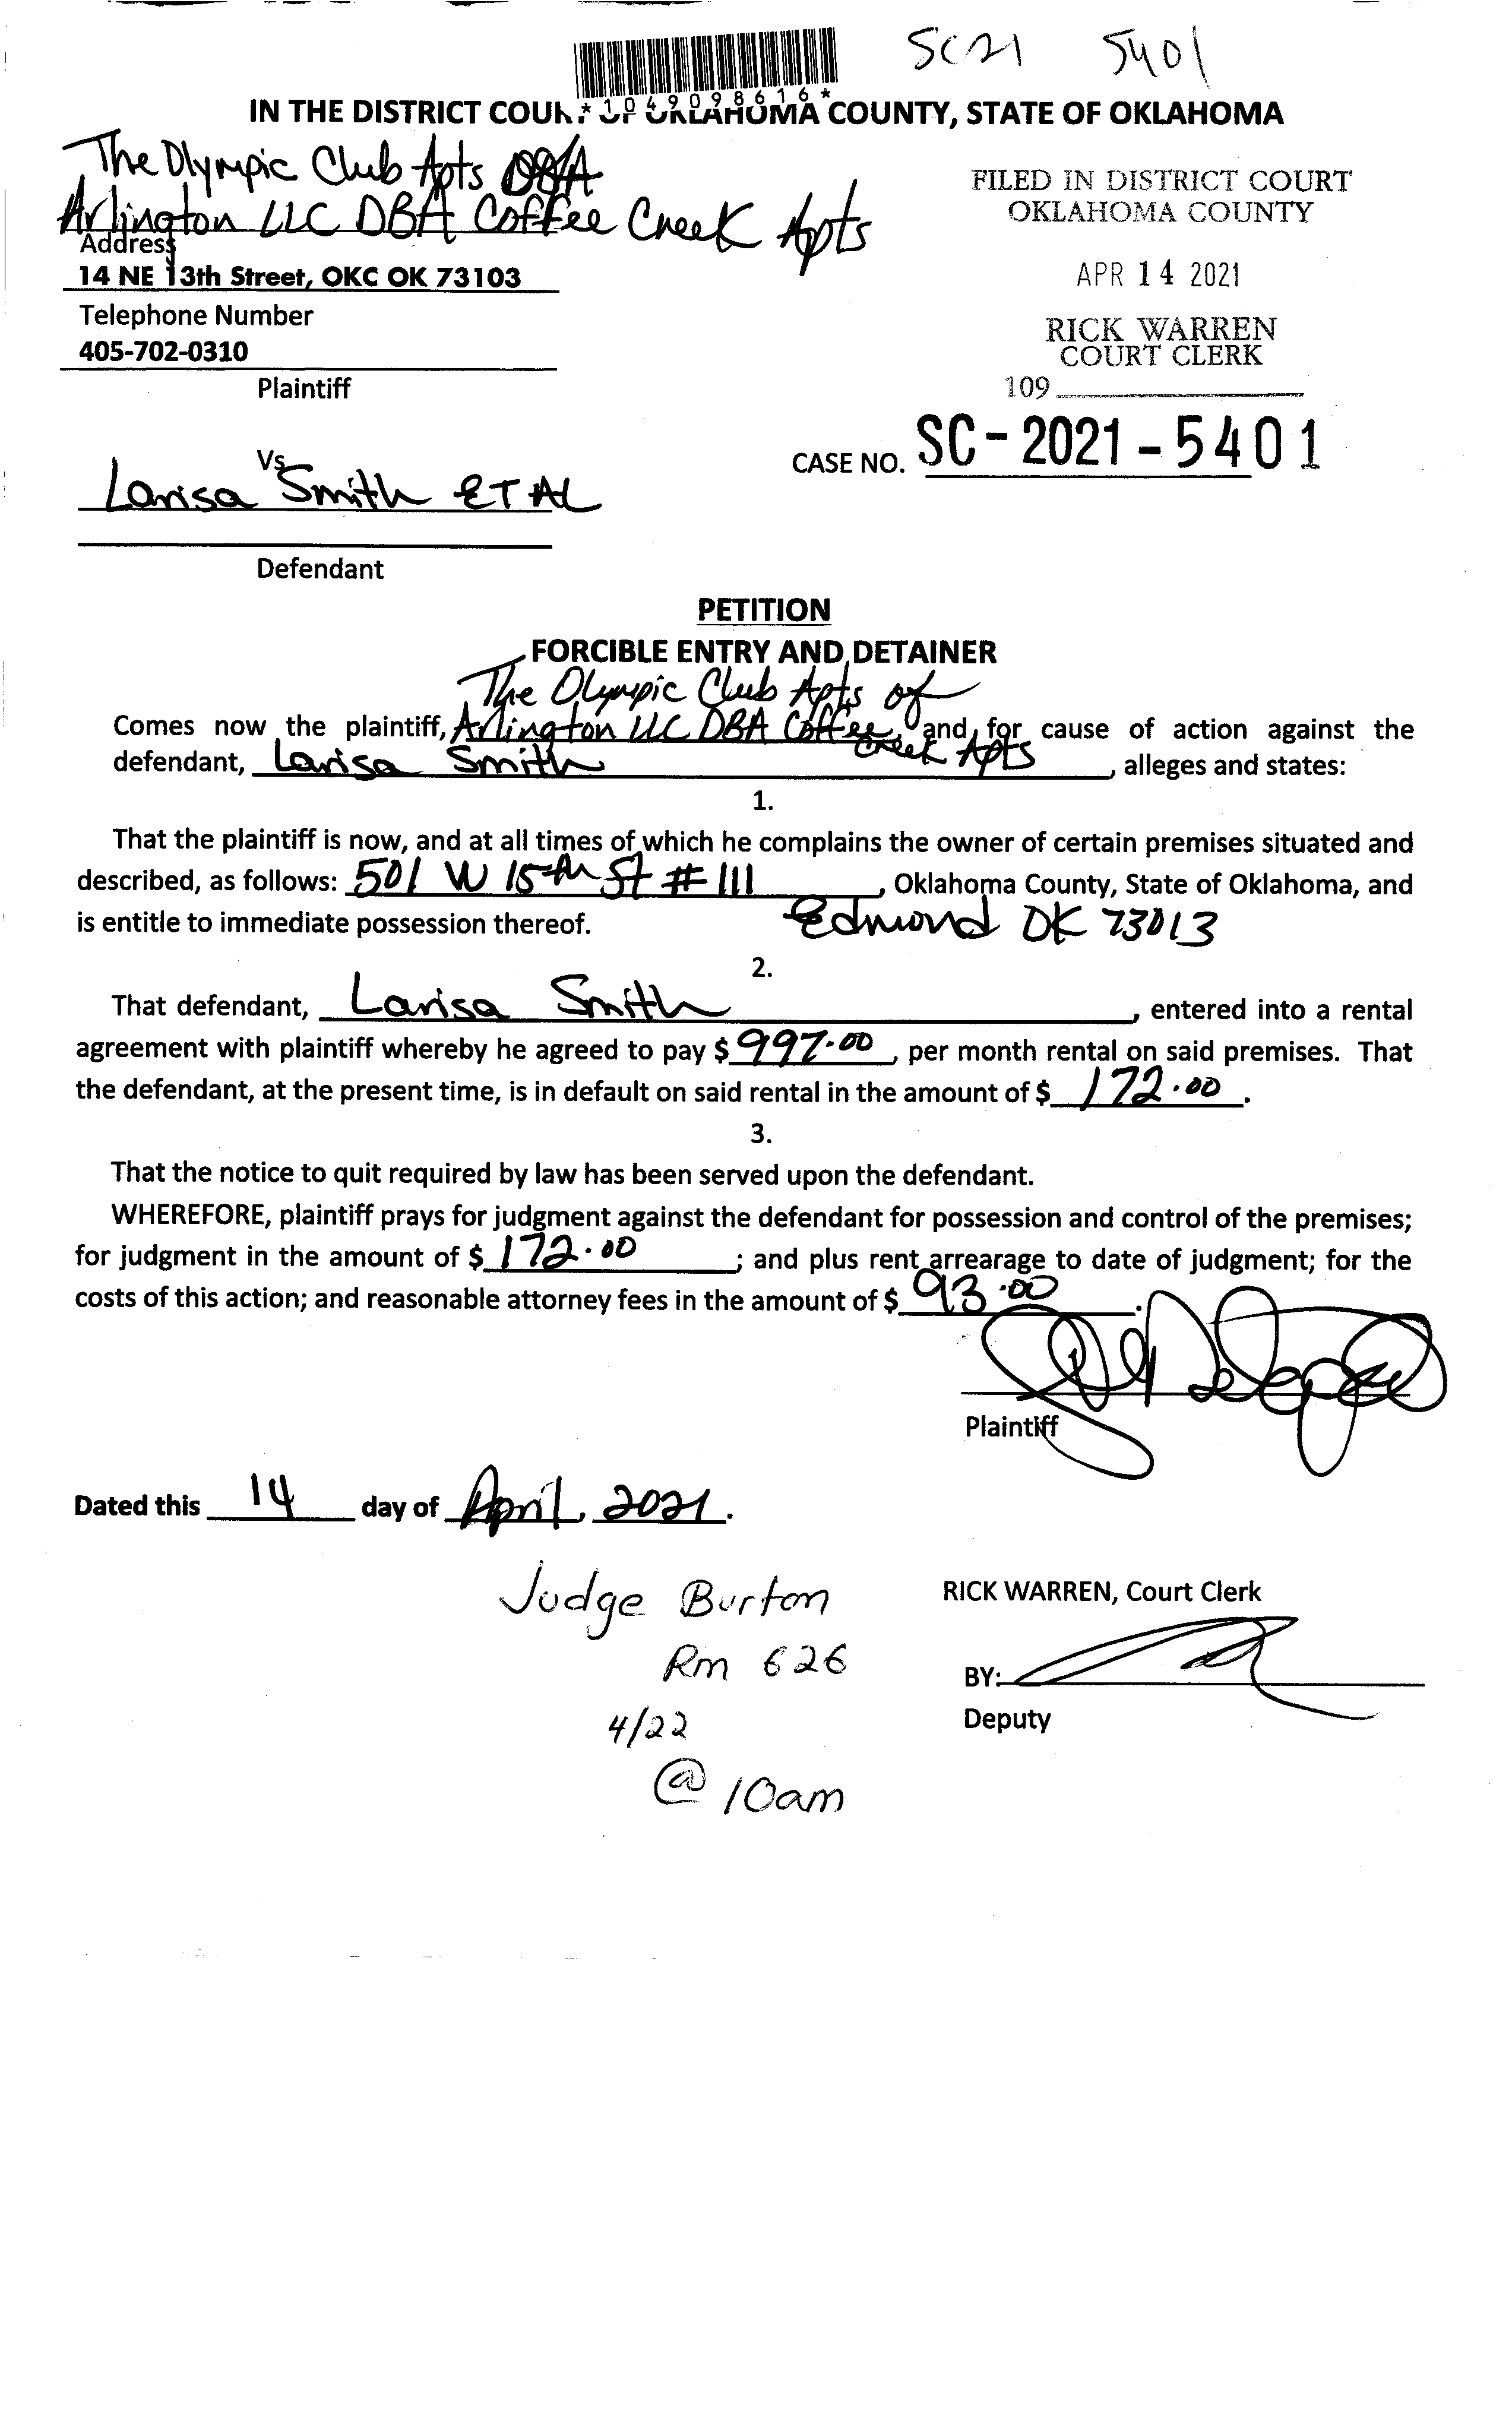 SC21 5401
*1049098616*
IN THE DISTRICT COURT OF OKLAHOMA COUNTY, STATE OF OKLAHOMA
The Olympic Club Apts
Arlington LLC DBA Coffee Creek Apts
Address
14 NE 13th Street, OKC OK 73103
Telephone Number
405-702-0310
Plaintiff
FILED IN DISTRICT COURT
OKLAHOMA COUNTY
APR 14 2021
RICK WARREN
COURT CLERK
109
CASE NO. SC-2021-5401
Vs
Larisa Smith ET AL
Defendant
PETITION
FORCIBLE ENTRY AND DETAINER
The Olympic Club Apts of
Comes now the plaintiff, Arlington LLC DBA Coffee, and for cause of action against the
Creek Apts
defendant, Larisa Smith, alleges and states:
1.
That the plaintiff is now, and at all times of which he complains the owner of certain premises situated and
described, as follows: 501 W 15th St #111, Oklahoma County, State of Oklahoma, and
is entitle to immediate possession thereof. Edmond OK 73013
2.
That defendant, Larisa Smith, entered into a rental
agreement with plaintiff whereby he agreed to pay $997.00, per month rental on said premises. That
the defendant, at the present time, is in default on said rental in the amount of $172.00.
3.
That the notice to quit required by law has been served upon the defendant.
WHEREFORE, plaintiff prays for judgment against the defendant for possession and control of the premises;
for judgment in the amount of $172.00; and plus rent arrearage to date of judgment; for the
costs of this action; and reasonable attorney fees in the amount of $93.00.
Plaintiff
Dated this 14 day of April, 2021.
Judge Burton
Rm 626
4/22
@ 10am
RICK WARREN, Court Clerk
BY:
Deputy